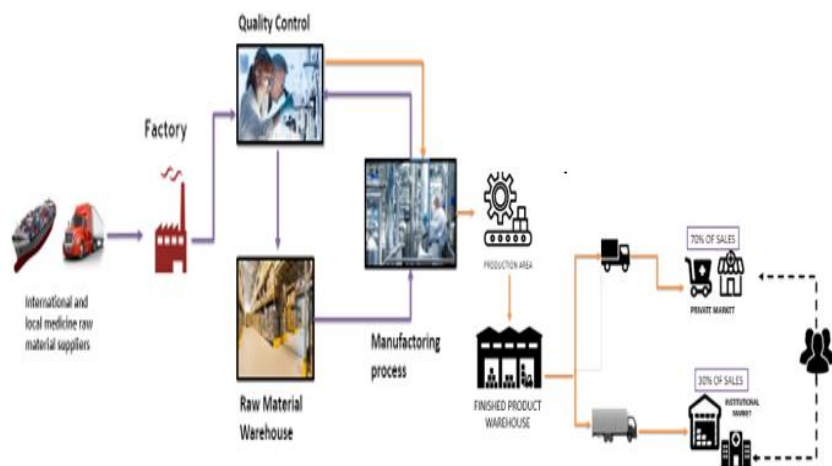 Quality Control
Factory
International and
local medicine raw
material suppliers
Raw Material
Warehouse
Manufactoring
process
PRODUCTION AREA
FINISHED PRODUCT
WAREHOUSE
70% OF SALES
PRIVATE MARKET
30% OF SALES
INSTITUTIONAL
MARKET